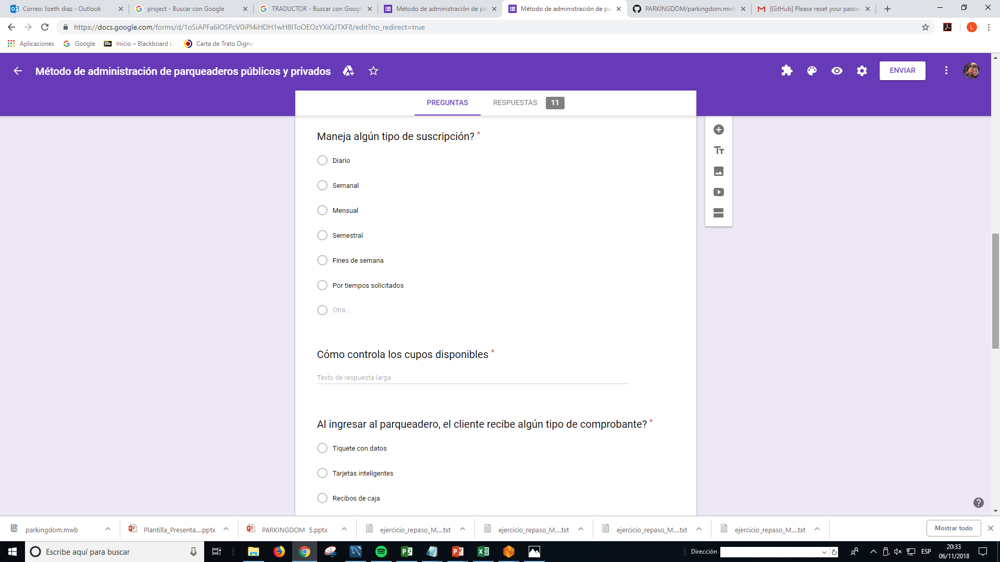 Correo: lizeth diaz - Outlook
project - Buscar con Google
TRADUCTOR - Buscar con Googl
Método de administración de pa
Método de administración de pa
PARKINGDOM/parkingdom.mwb
[GitHub] Please reset your passw
https://docs.google.com/forms/d/1oSiAPFa6IOSPcV0iPI4iHDH1wH8IToOEOzYXiQJTXF8/edit?no_redirect=true
L
Aplicaciones
Google
Bb Inicio – Blackboard Le
Carta de Trato Digno
Método de administración de parqueaderos públicos y privados
ENVIAR
PREGUNTAS
RESPUESTAS 11
Maneja algún tipo de suscripción? *
Diario
Semanal
Mensual
Semestral
Fines de semana
Por tiempos solicitados
Otra...
Cómo controla los cupos disponibles *
Texto de respuesta larga
Al ingresar al parqueadero, el cliente recibe algún tipo de comprobante? *
Tiquete con datos
Tarjetas inteligentes
Recibos de caja
parkingdom.mwb
Plantilla_Presenta....pptx
PARKINGDOM 5.pptx
ejercicio_repaso_M....txt
ejercicio_repaso_M....txt
ejercicio_repaso_M....txt
ejercicio_repaso_M....txt
Mostrar todo
Escribe aquí para buscar
Dirección
ESP
20:33
06/11/2018